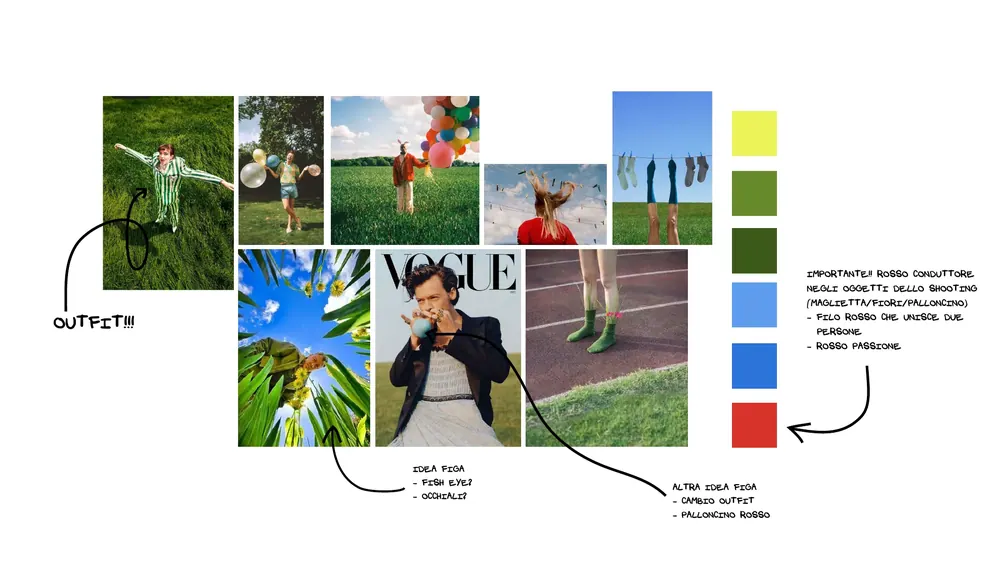 VOGUE
OUTFIT!!!
IMPORTANTE!! ROSSO CONDUTTORE
NEGLI OGGETTI DELLO SHOOTING
(MAGLIETTA/FIORI/PALLONCINO)
- FILO ROSSO CHE UNISCE DUE
PERSONE
- ROSSO PASSIONE
IDEA FIGA
- FISH EYE?
- OCCHIALI?
ALTRA IDEA FIGA
- CAMBIO OUTFIT
- PALLONCINO ROSSO